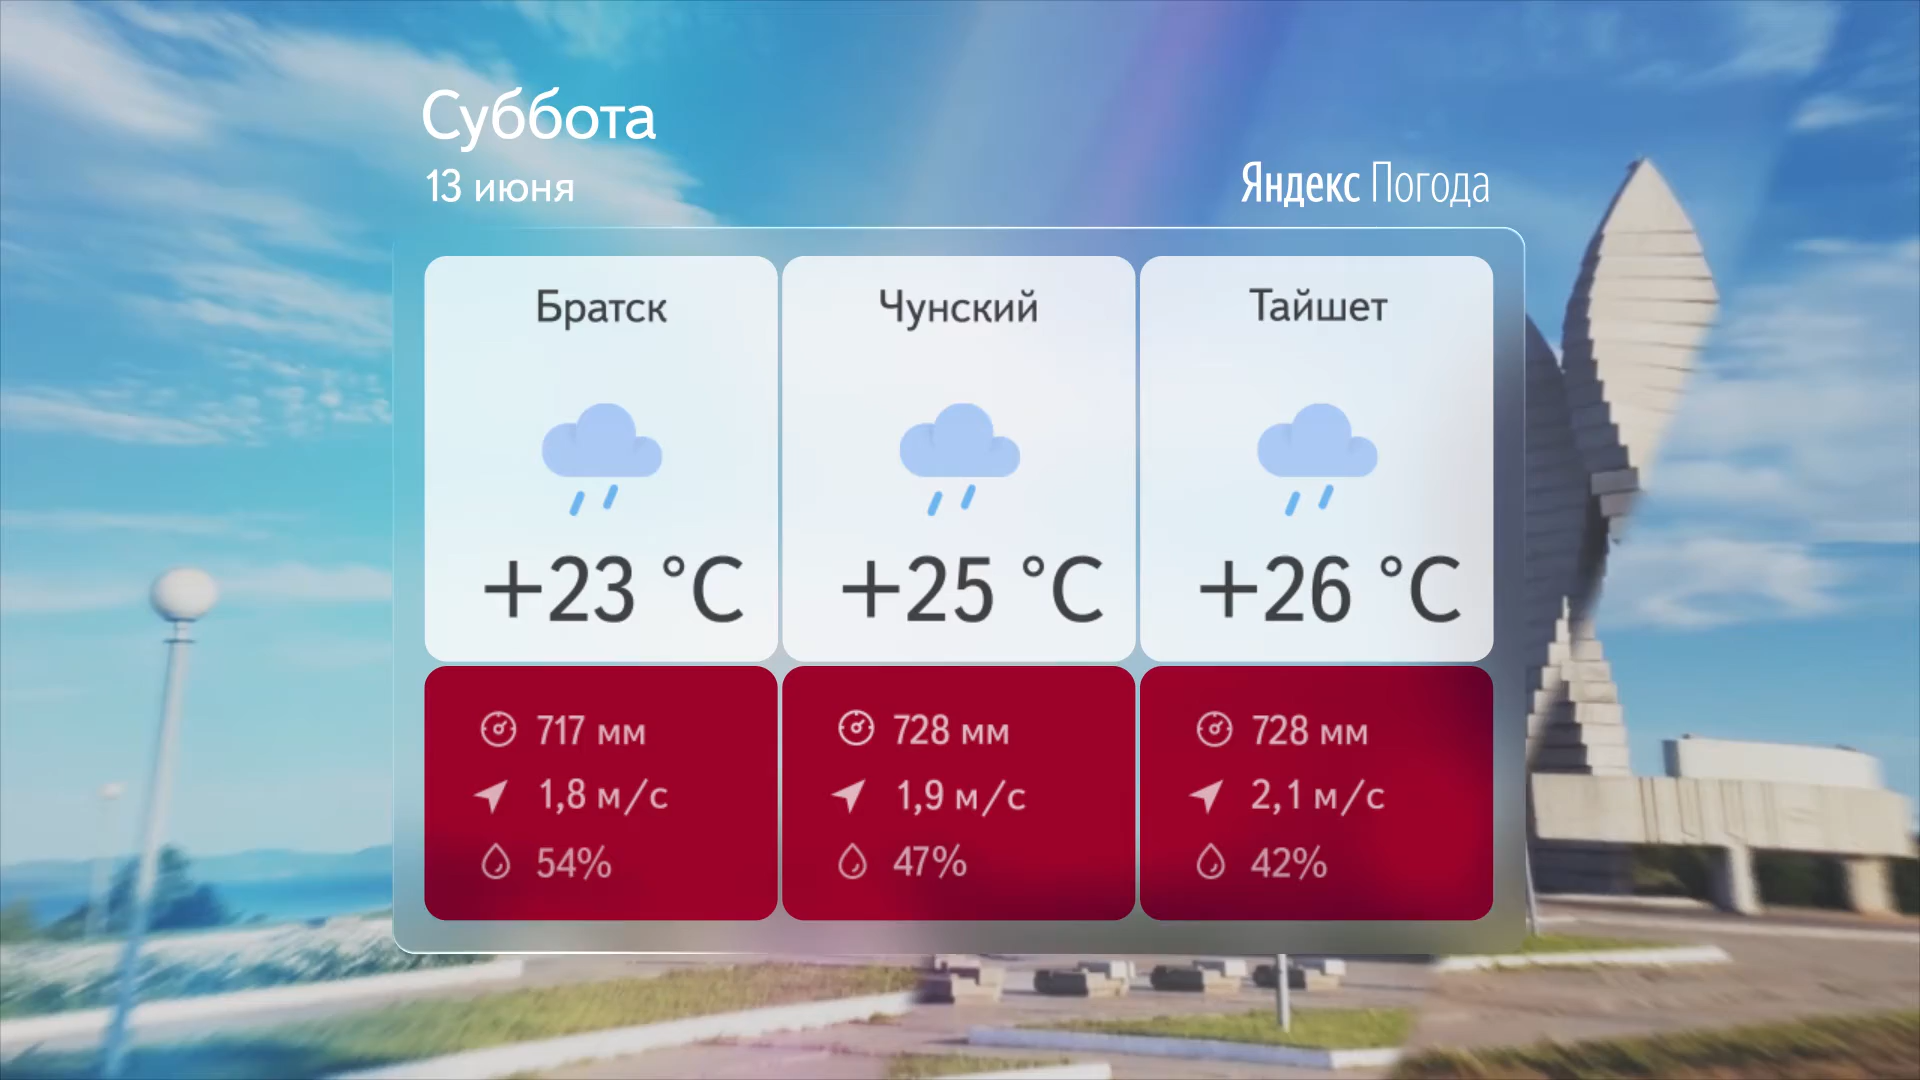 Суббота
13 июня
Яндекс Погода
Братск
+23 °C
717 мм
1,8 м/с
54%
Чунский
+25 °C
728 мм
1,9 м/с
47%
Тайшет
+26 °C
728 мм
2,1 м/с
42%